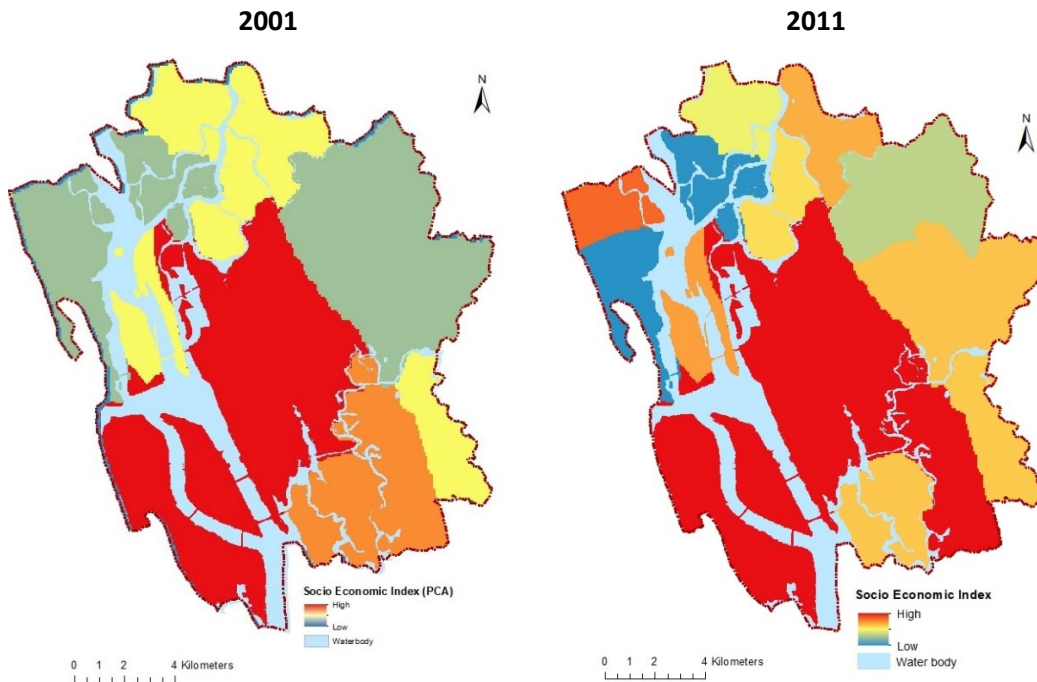 2001
2011
N
N
Socio Economic Index (PCA)
High
Low
Waterbody
0 1 2 4 Kilometers
Socio Economic Index
High
Low
Water body
0 1 2 4 Kilometers